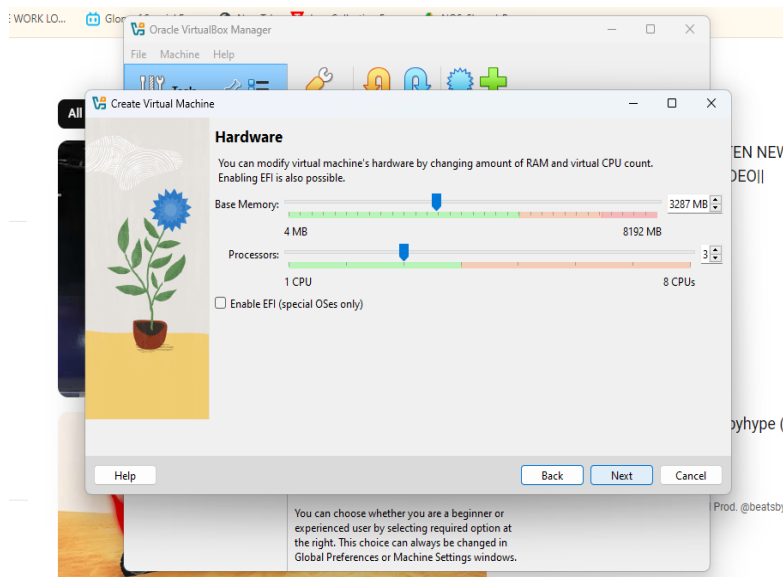 E WORK LO...
Oracle VirtualBox Manager
File Machine Help
All
Create Virtual Machine
Hardware
You can modify virtual machine's hardware by changing amount of RAM and virtual CPU count.
Enabling EFI is also possible.
Base Memory:
3287 MB
4 MB
8192 MB
Processors:
3
1 CPU
8 CPUs
Enable EFI (special OSes only)
Help
Back
Next
Cancel
You can choose whether you are a beginner or
experienced user by selecting required option at
the right. This choice can always be changed in
Global Preferences or Machine Settings windows.
Prod. @beatsby